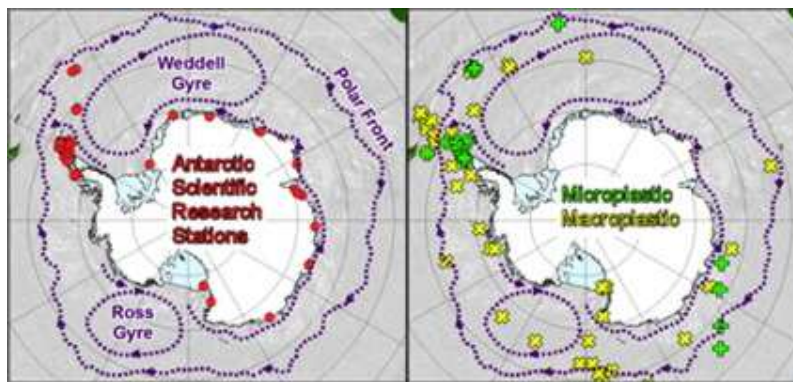 Weddell
Gyre
Polar Front
Antarctic
Scientific
Research
Stations
Ross
Gyre
Microplastic
Macroplastic